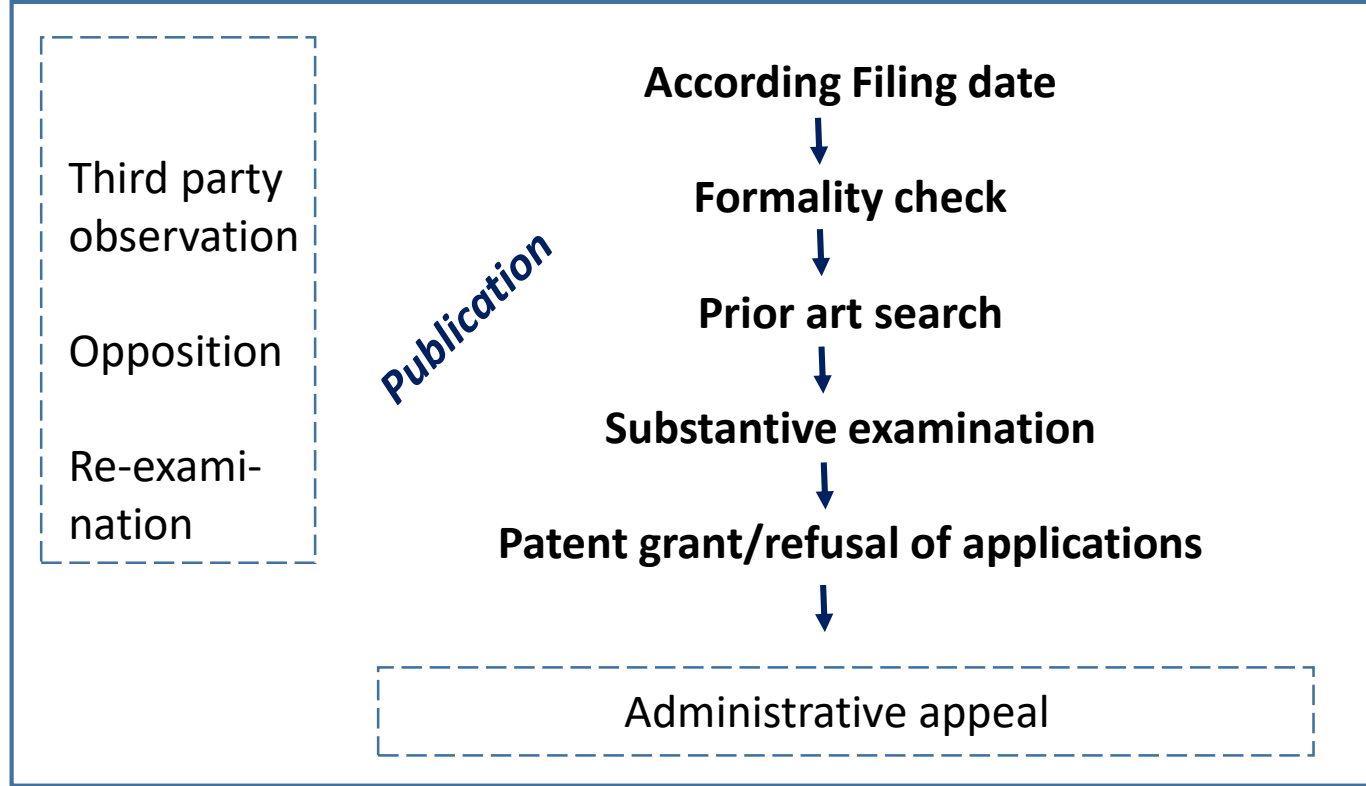 Third party
observation
Opposition
Re-exami-
nation
Publication
According Filing date
Formality check
Prior art search
Substantive examination
Patent grant/refusal of applications
Administrative appeal